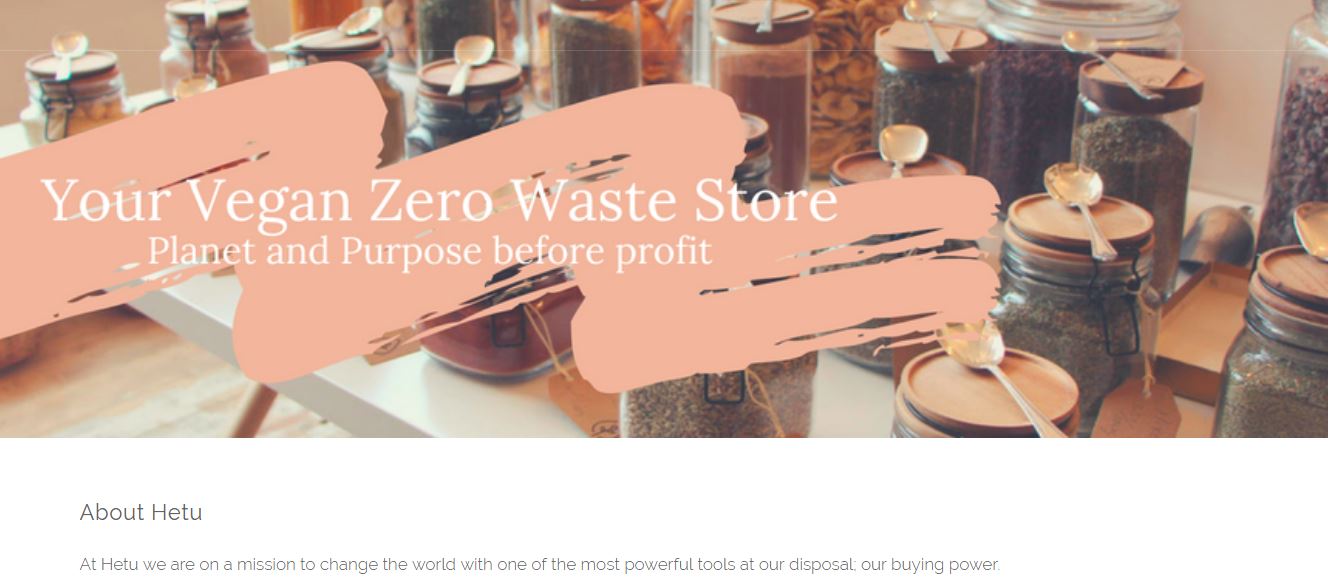 Your Vegan Zero Waste Store
Planet and Purpose before profit
About Hetu
At Hetu we are on a mission to change the world with one of the most powerful tools at our disposal; our buying power.